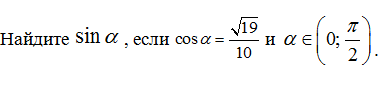 Найдите sin α , если cos α = √19/10 и α ∈ (0; π/2).